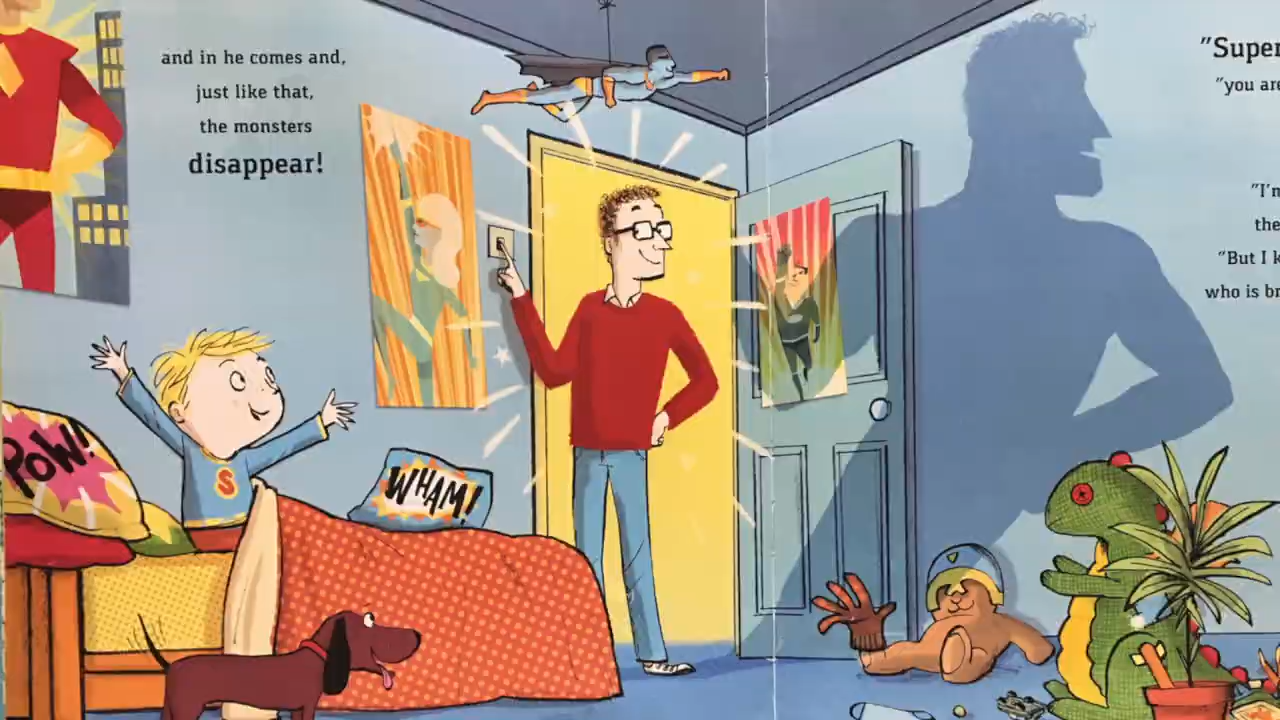 and in he comes and,
just like that,
the monsters
disappear!
POW!
S
WHAM!
"Super
"you are
"I'm
the
"But I k
who is br